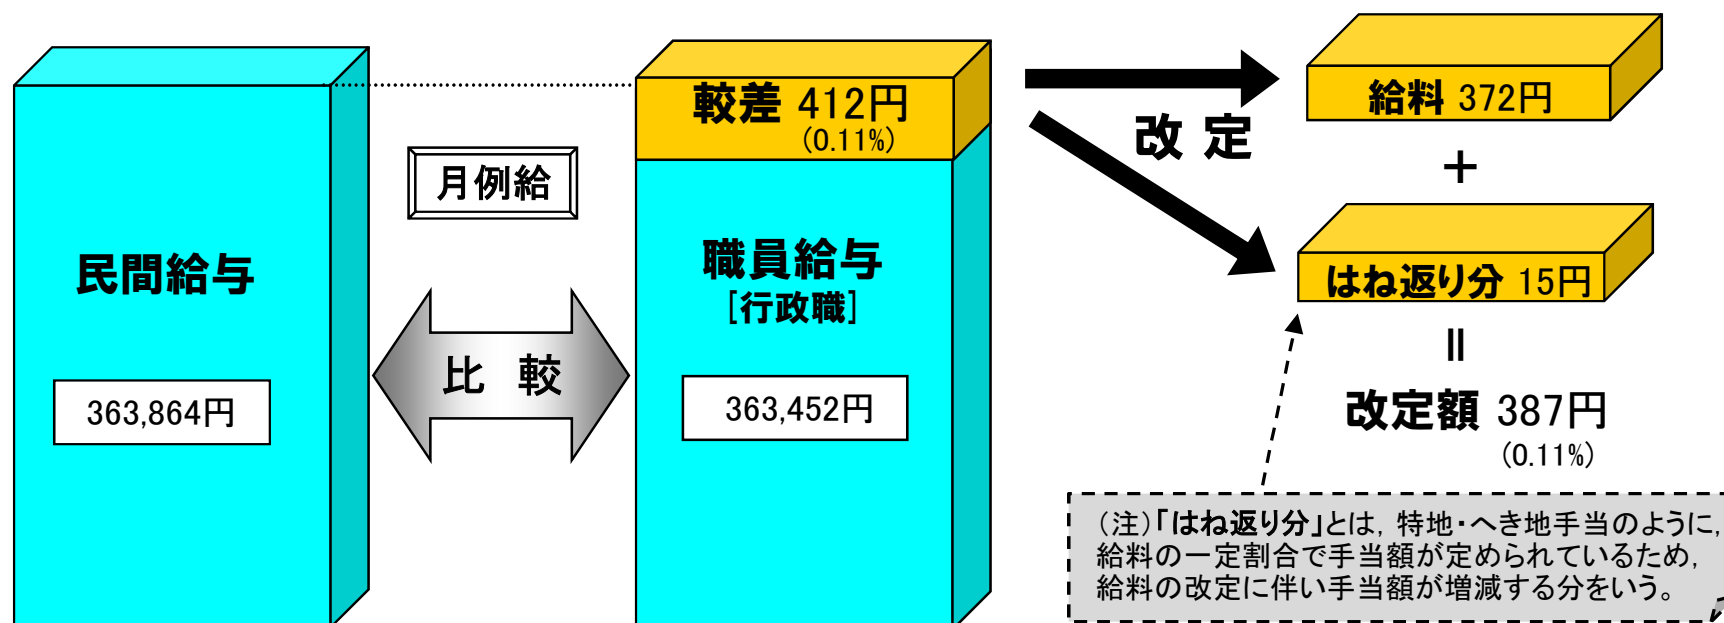 民間給与
363,864円
月例給
比 較
較差 412円
(0.11%)
職員給与
[行政職]
363,452円
改 定
給料 372円
+
はね返り分 15円
=
改定額 387円
(0.11%)
(注)「はね返り分」とは，特地・へき地手当のように，
給料の一定割合で手当額が定められているため，
給料の改定に伴い手当額が増減する分をいう。